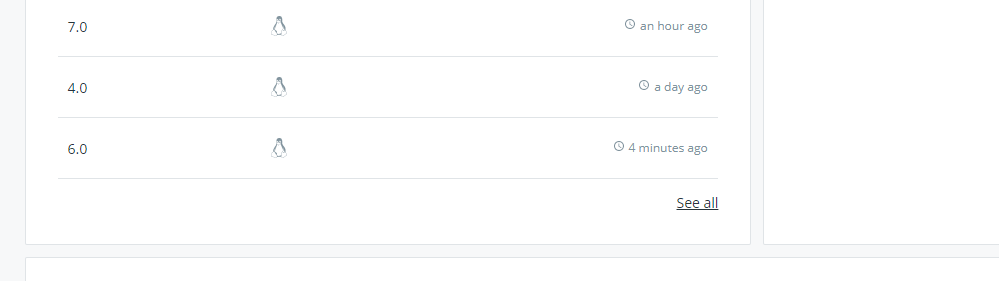 7.0 an hour ago
4.0 a day ago
6.0 4 minutes ago
See all